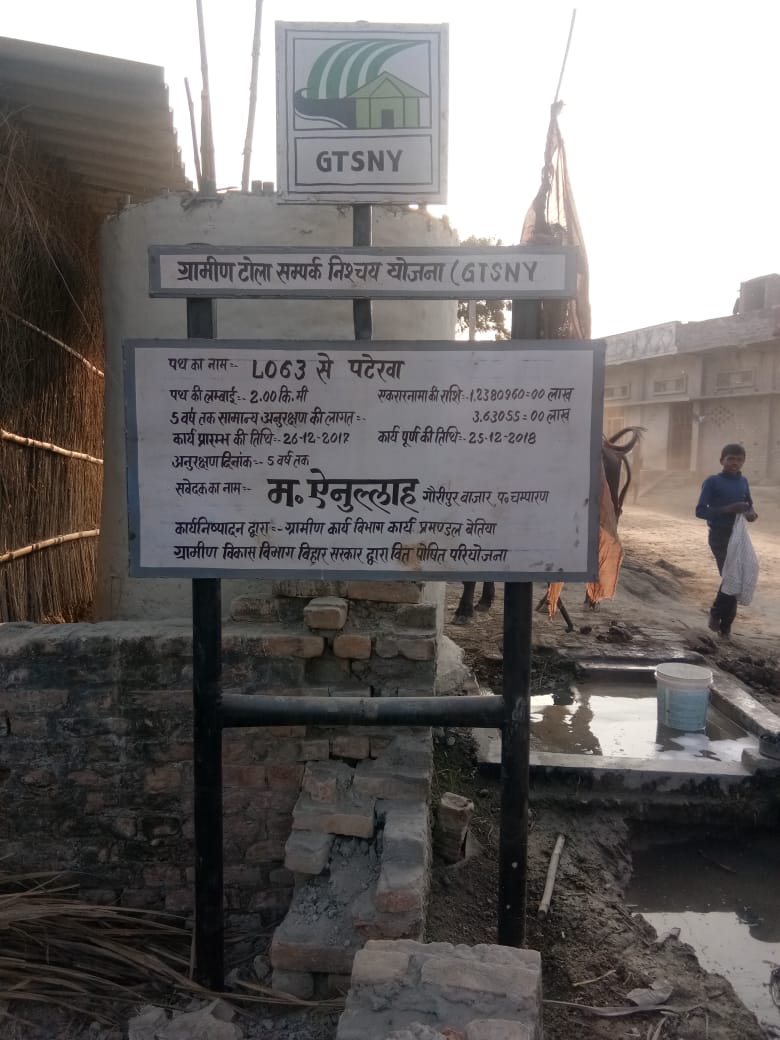 GTSNY
ग्रामीण टोला सम्पर्क निश्चय योजना (GTSNY
पथ का नाम:- L063 से पटेरवा
पथ की लम्बाई:- 2.00 कि.मी एकरारनामा की राशि:- 1.2380960=00 लाख
5 वर्ष तक सामान्य अनुरक्षण की लागत:- 3.63055=00 लाख
कार्य प्रारम्भ की तिथि:- 26-12-2017 कार्य पूर्ण की तिथि:- 25-12-2018
अनुरक्षण दिनांक:- 5 वर्ष तक
संवेदक का नाम:- म. ऐनुल्लाह गौरीपुर बाजार, प० चम्पारण
कार्यनिष्पादन द्वारा:- ग्रामीण कार्य विभाग कार्य प्रमण्डल बेतिया
ग्रामीण विकास विभाग बिहार सरकार द्वारा वित पोषित परियोजना